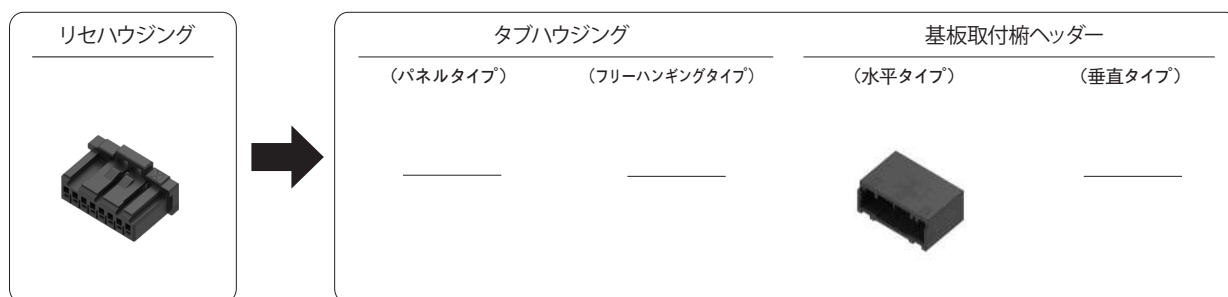 リセハウジング
タブハウジング
基板取付俯ヘッダー
(パネルタイプ)
(フリーハンギングタイプ)
(水平タイプ)
(垂直タイプ)